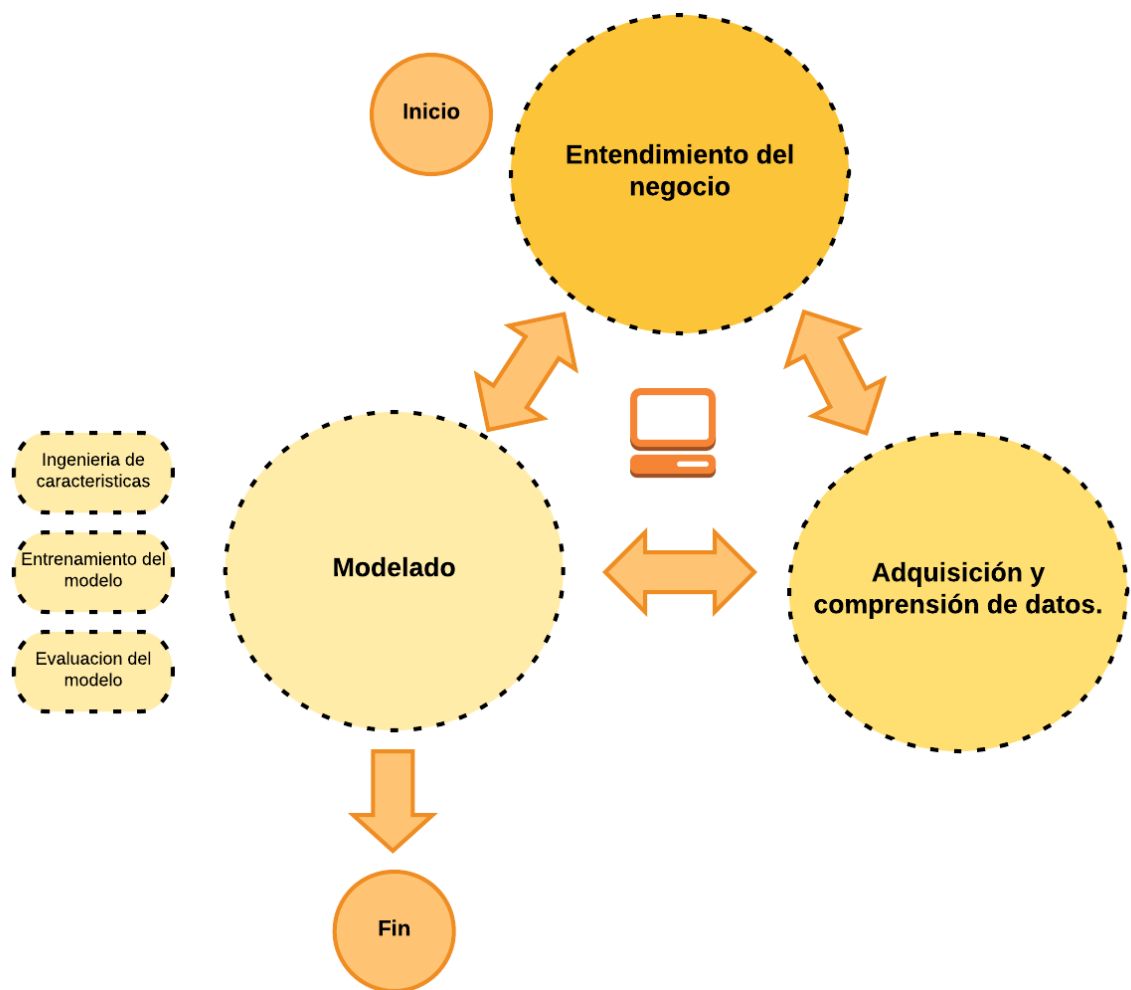 Inicio
Entendimiento del
negocio
Ingenieria de
caracteristicas
Entrenamiento del
modelo
Evaluacion del
modelo
Modelado
Adquisición y
comprensión de datos.
Fin